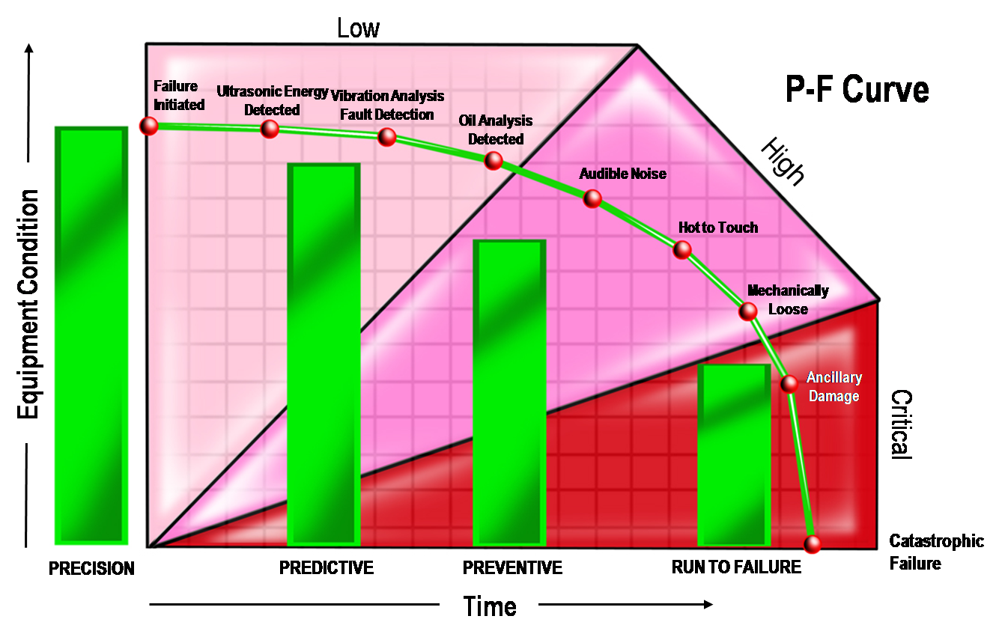 Low
P-F Curve
Failure
Initiated
Ultrasonic Energy
Detected
Vibration Analysis
Fault Detection
Oil Analysis
Detected
Audible Noise
High
Hot to Touch
Mechanically
Loose
Equipment Condition
Ancillary
Damage
Critical
Catastrophic
Failure
PRECISION
PREDICTIVE
PREVENTIVE
RUN TO FAILURE
Time